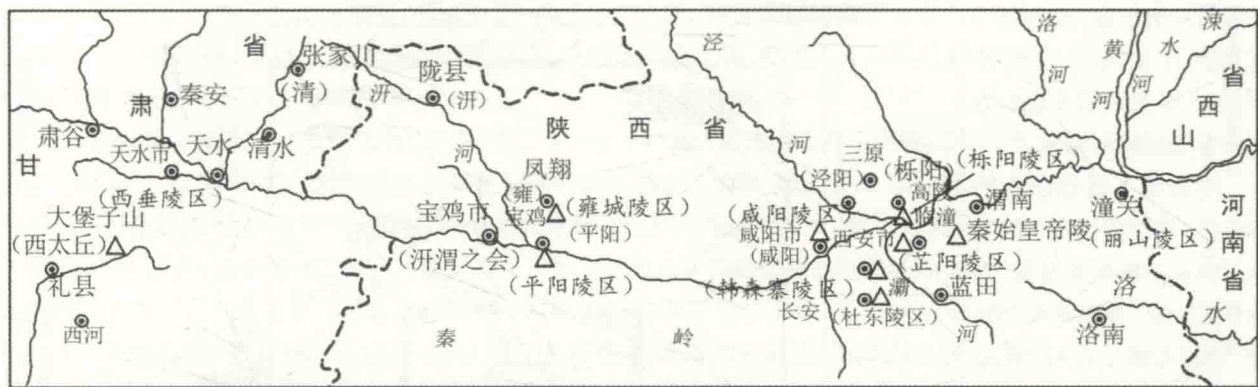 甘
肃
省
陕
西
省
山
西
省
河
南
省
张家川
(清)
陇县
(汧)
汧
河
秦安
肃谷
天水市
天水
清水
(西垂陵区)
大堡子山
(西太丘)
礼县
西河
凤翔
(雍)
(雍城陵区)
宝鸡
(平阳)
宝鸡市
(汧渭之会)
(平阳陵区)
秦
岭
泾
河
三原
(泾阳)
栎阳
高陵
(栎阳陵区)
临潼
渭南
潼关
(咸阳陵区)
咸阳市
(咸阳)
西安市
秦始皇帝陵
(丽山陵区)
(芷阳陵区)
(韩森寨陵区)
长安
(杜东陵区)
灞
河
蓝田
洛南
洛
水
洛
河
黄
河
涑
水